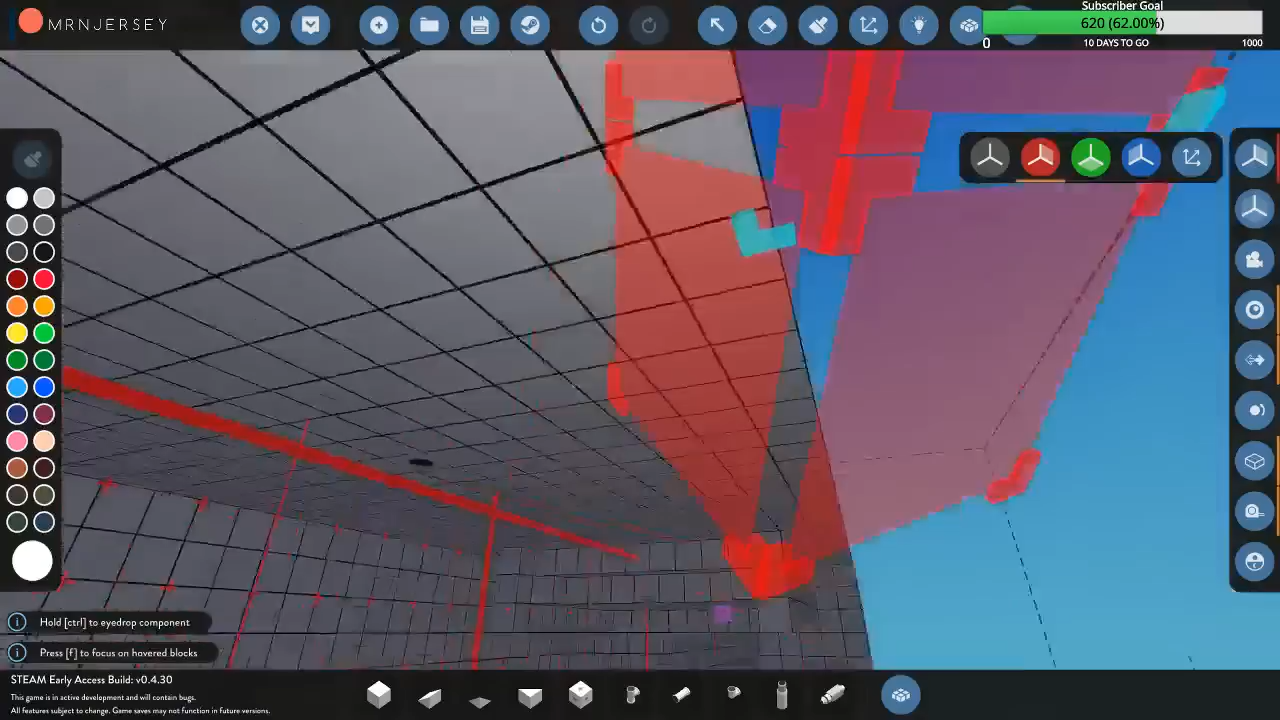 MRNJERSEY
Subscriber Goal
620 (62.00%)
0
10 DAYS TO GO
1000
Hold [ctrl] to eyedrop component
Press [f] to focus on hovered blocks
STEAM Early Access Build: v0.4.30
This game is in active development and will contain bugs.
All features subject to change. Game saves may not function in future versions.